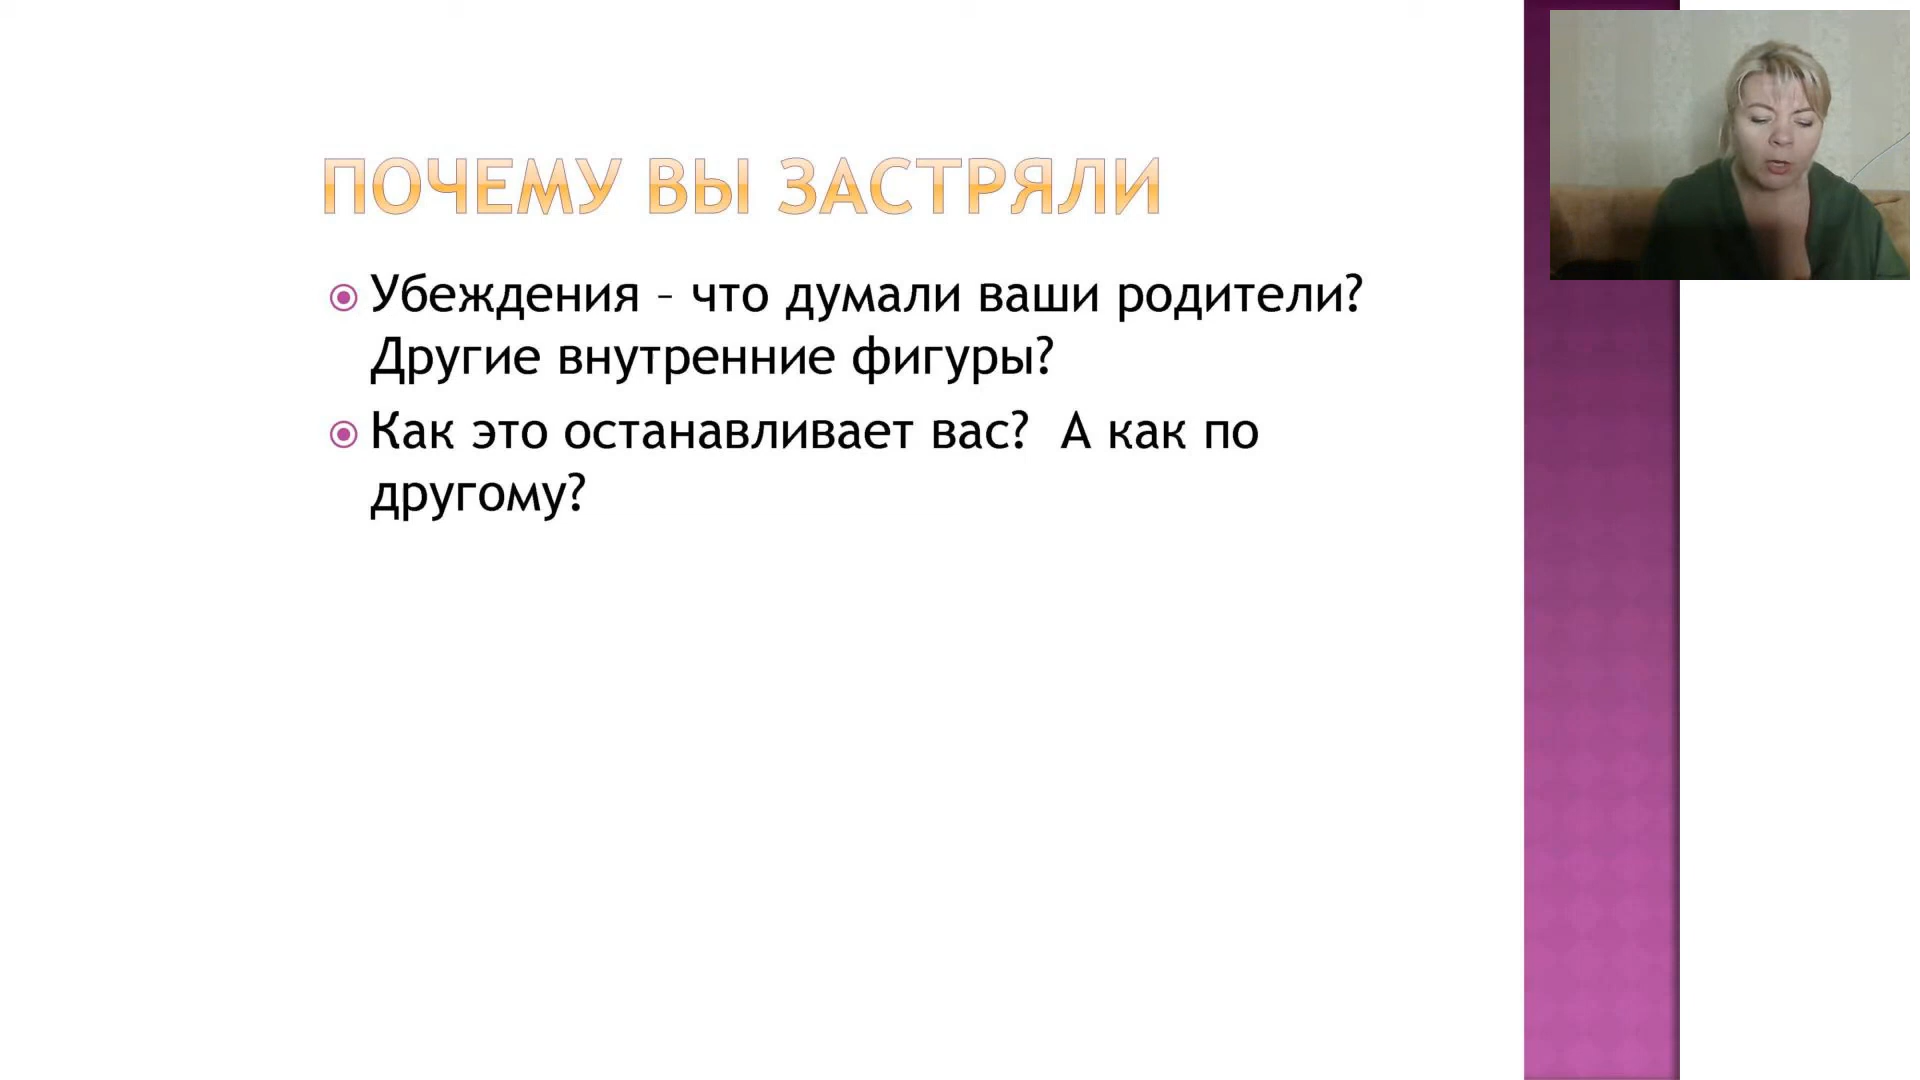 ПОЧЕМУ ВЫ ЗАСТРЯЛИ
Убеждения – что думали ваши родители?
Другие внутренние фигуры?
Как это останавливает вас?  А как по
другому?